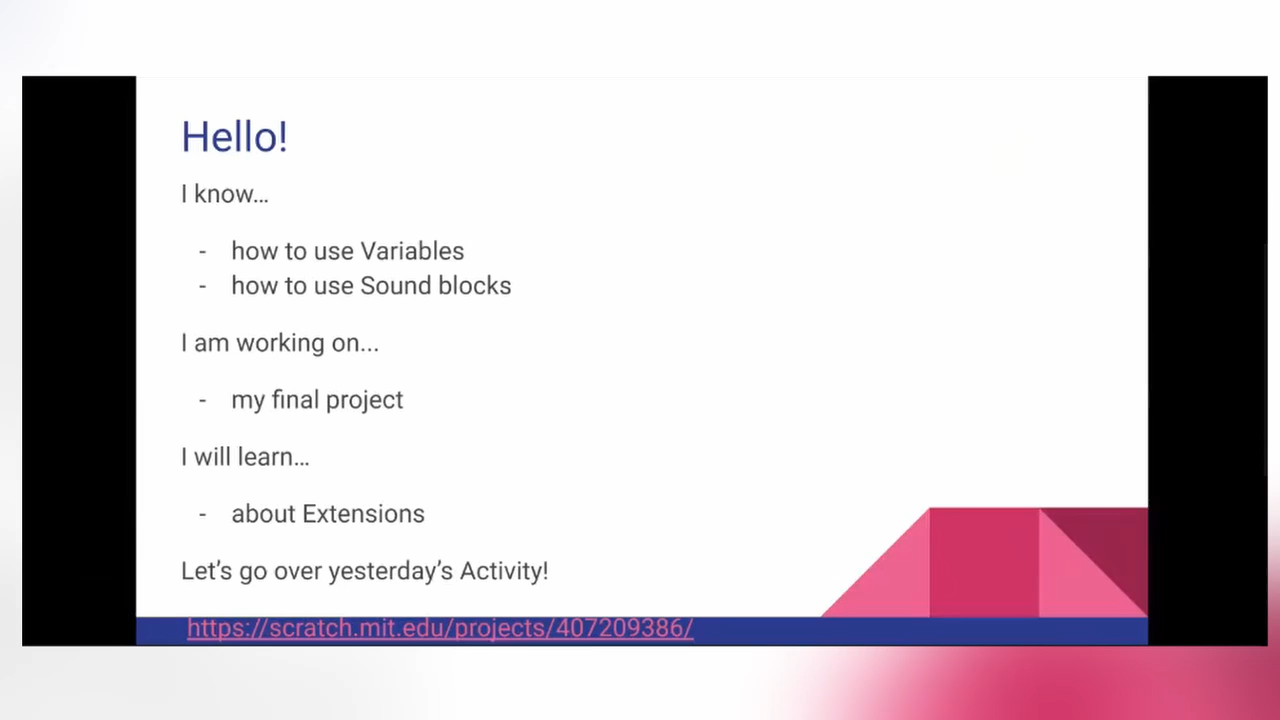 Hello!
I know…
- how to use Variables
- how to use Sound blocks
I am working on...
- my final project
I will learn…
- about Extensions
Let’s go over yesterday’s Activity!
https://scratch.mit.edu/projects/407209386/